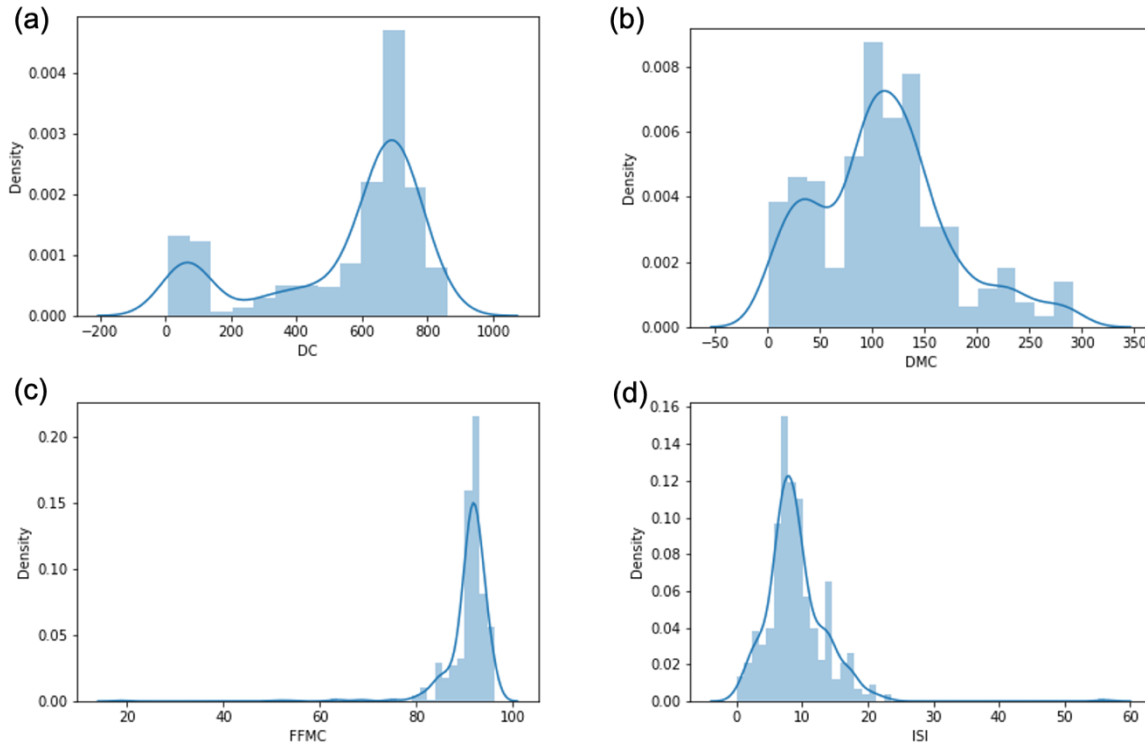 (a)
0.004
0.003
0.002
0.001
0.000
Density
−200 0 200 400 600 800 1000
DC
(b)
0.008
0.006
0.004
0.002
0.000
Density
−50 0 50 100 150 200 250 300 350
DMC
(c)
0.20
0.15
0.10
0.05
0.00
Density
20 40 60 80 100
FFMC
(d)
0.16
0.14
0.12
0.10
0.08
0.06
0.04
0.02
0.00
Density
0 10 20 30 40 50 60
ISI